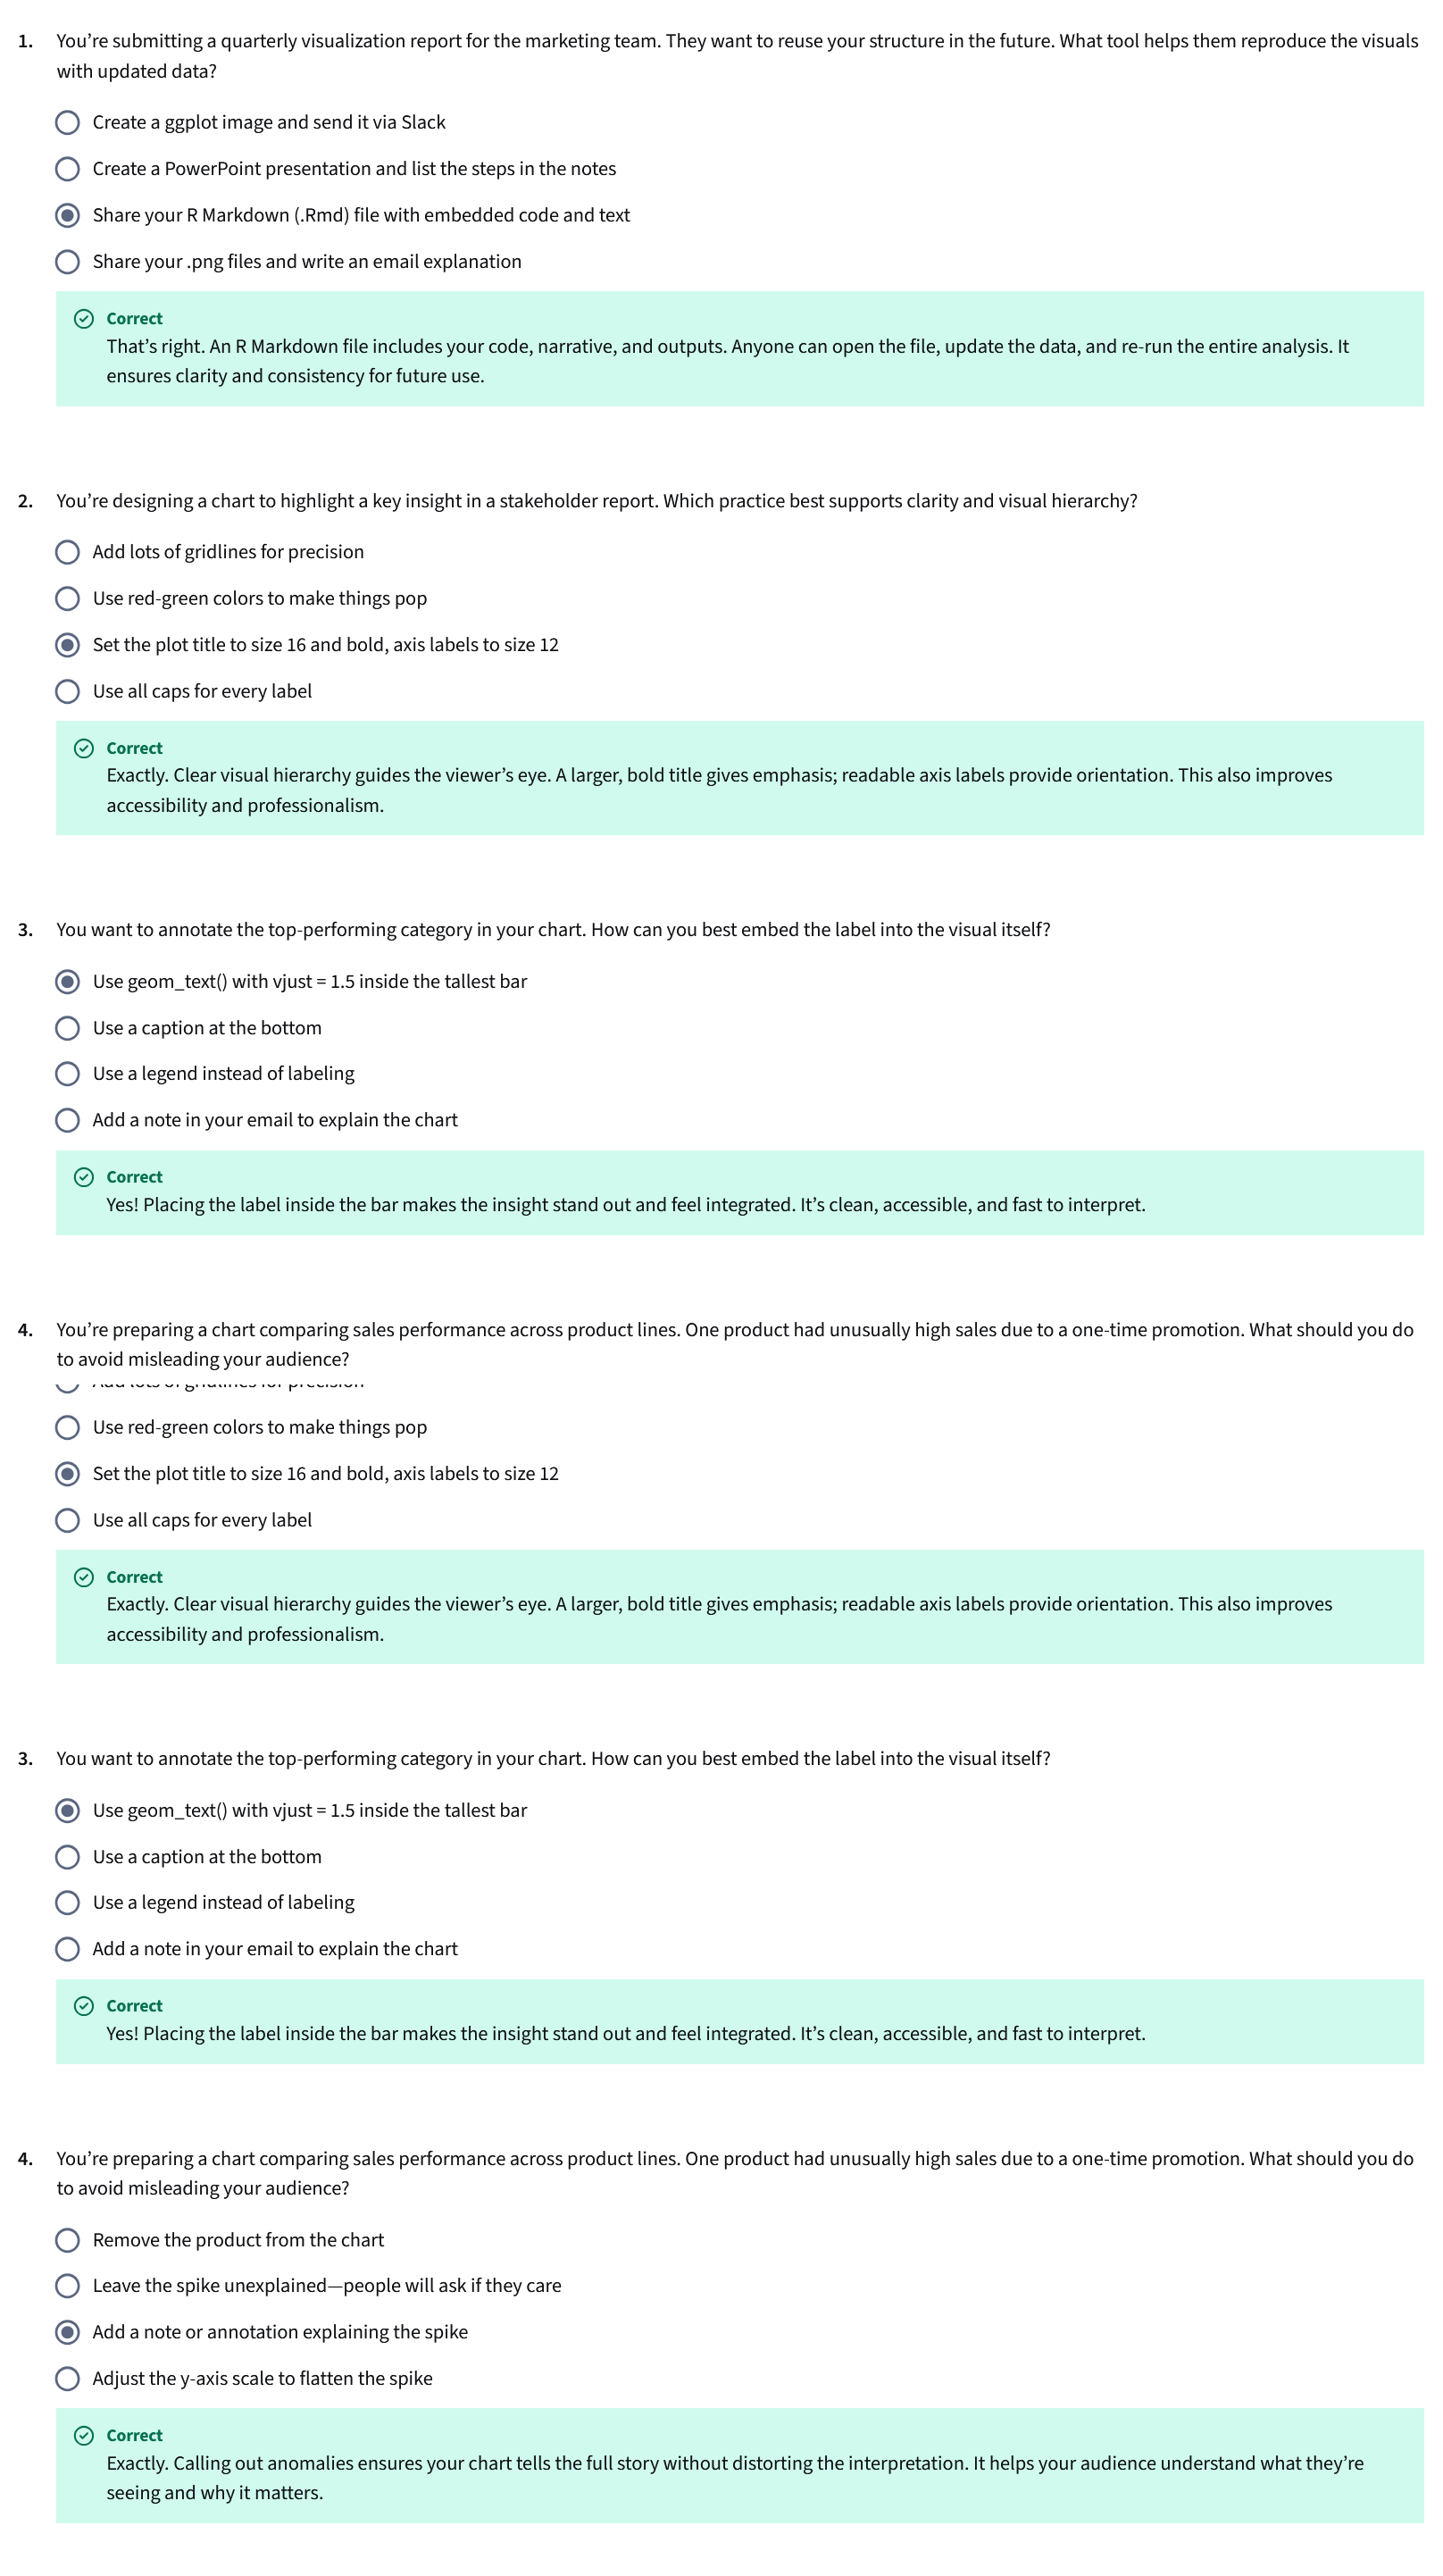 1. You’re submitting a quarterly visualization report for the marketing team. They want to reuse your structure in the future. What tool helps them reproduce the visuals
with updated data?
Create a ggplot image and send it via Slack
Create a PowerPoint presentation and list the steps in the notes
Share your R Markdown (.Rmd) file with embedded code and text
Share your .png files and write an email explanation
Correct
That’s right. An R Markdown file includes your code, narrative, and outputs. Anyone can open the file, update the data, and re-run the entire analysis. It
ensures clarity and consistency for future use.
2. You’re designing a chart to highlight a key insight in a stakeholder report. Which practice best supports clarity and visual hierarchy?
Add lots of gridlines for precision
Use red-green colors to make things pop
Set the plot title to size 16 and bold, axis labels to size 12
Use all caps for every label
Correct
Exactly. Clear visual hierarchy guides the viewer’s eye. A larger, bold title gives emphasis; readable axis labels provide orientation. This also improves
accessibility and professionalism.
3. You want to annotate the top-performing category in your chart. How can you best embed the label into the visual itself?
Use geom_text() with vjust = 1.5 inside the tallest bar
Use a caption at the bottom
Use a legend instead of labeling
Add a note in your email to explain the chart
Correct
Yes! Placing the label inside the bar makes the insight stand out and feel integrated. It’s clean, accessible, and fast to interpret.
4. You’re preparing a chart comparing sales performance across product lines. One product had unusually high sales due to a one-time promotion. What should you do
to avoid misleading your audience?
Add lots of gridlines for precision
Use red-green colors to make things pop
Set the plot title to size 16 and bold, axis labels to size 12
Use all caps for every label
Correct
Exactly. Clear visual hierarchy guides the viewer’s eye. A larger, bold title gives emphasis; readable axis labels provide orientation. This also improves
accessibility and professionalism.
3. You want to annotate the top-performing category in your chart. How can you best embed the label into the visual itself?
Use geom_text() with vjust = 1.5 inside the tallest bar
Use a caption at the bottom
Use a legend instead of labeling
Add a note in your email to explain the chart
Correct
Yes! Placing the label inside the bar makes the insight stand out and feel integrated. It’s clean, accessible, and fast to interpret.
4. You’re preparing a chart comparing sales performance across product lines. One product had unusually high sales due to a one-time promotion. What should you do
to avoid misleading your audience?
Remove the product from the chart
Leave the spike unexplained—people will ask if they care
Add a note or annotation explaining the spike
Adjust the y-axis scale to flatten the spike
Correct
Exactly. Calling out anomalies ensures your chart tells the full story without distorting the interpretation. It helps your audience understand what they’re
seeing and why it matters.